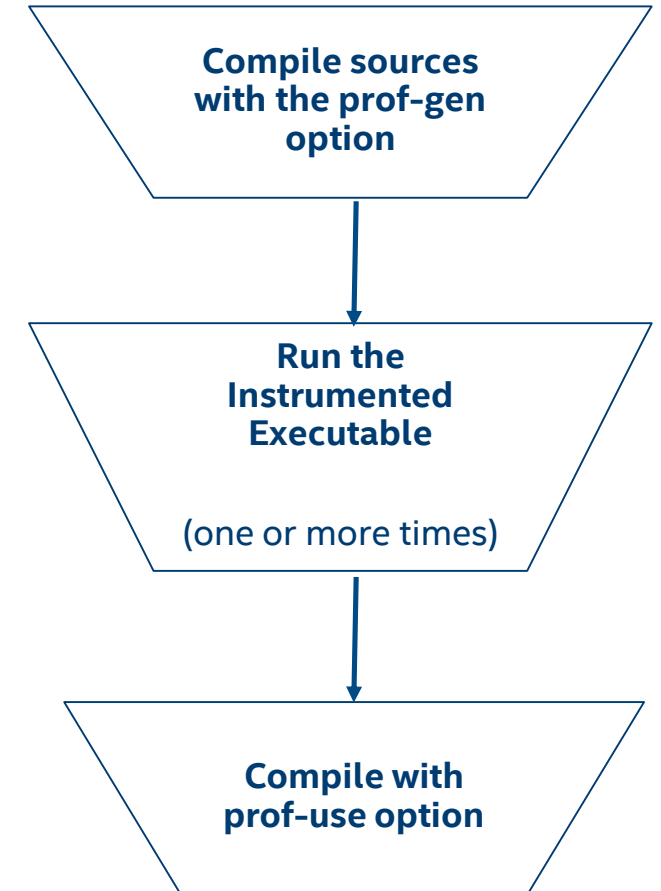 Compile sources
with the prof-gen
option
Run the
Instrumented
Executable
(one or more times)
Compile with
prof-use option